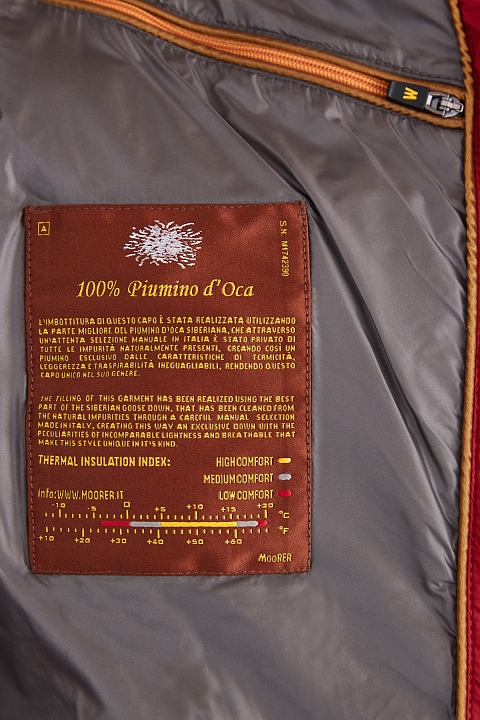 W
A
S.N. M1742390
100% Piumino d'Oca
L'IMBOTTITURA DI QUESTO CAPO È STATA REALIZZATA UTILIZZANDO
LA PARTE MIGLIORE DEL PIUMINO D'OCA SIBERIANA, CHE ATTRAVERSO
UN'ATTENTA SELEZIONE MANUALE IN ITALIA È STATO PRIVATO DI
TUTTE LE IMPURITÀ NATURALMENTE PRESENTI, CREANDO COSÌ UN
PIUMINO ESCLUSIVO DALLE CARATTERISTICHE DI TERMICITÀ,
LEGGEREZZA E TRASPIRABILITÀ INEGUAGLIABILI, RENDENDO QUESTO
CAPO UNICO NEL SUO GENERE.
THE FILLING OF THIS GARMENT HAS BEEN REALIZED USING THE BEST
PART OF THE SIBERIAN GOOSE DOWN, THAT HAS BEEN CLEANED FROM
THE NATURAL IMPURITIES THROUGH A CAREFUL MANUAL SELECTION
MADE IN ITALY, CREATING THIS WAY AN EXCLUSIVE DOWN WITH THE
PECULIARITIES OF INCOMPARABLE LIGHTNESS AND BREATHABLE THAT
MAKE THIS STYLE UNIQUE IN IT'S KIND.
THERMAL INSULATION INDEX: HIGH COMFORT
MEDIUM COMFORT
info: WWW.MOORER.IT LOW COMFORT
-10 -5 0 +5 +10 +15 +20 °C
+10 +20 +30 +40 +50 +60 °F
MOORER